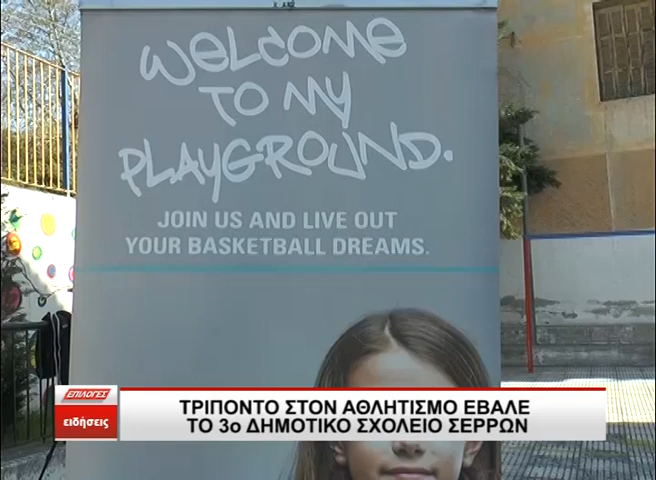 WELCOME
TO MY
PLAYGROUND.
JOIN US AND LIVE OUT
YOUR BASKETBALL DREAMS.
ΕΠΙΛΟΓΕΣ
ειδήσεις
ΤΡΙΠΟΝΤΟ ΣΤΟΝ ΑΘΛΗΤΙΣΜΟ ΕΒΑΛΕ
ΤΟ 3ο ΔΗΜΟΤΙΚΟ ΣΧΟΛΕΙΟ ΣΕΡΡΩΝ